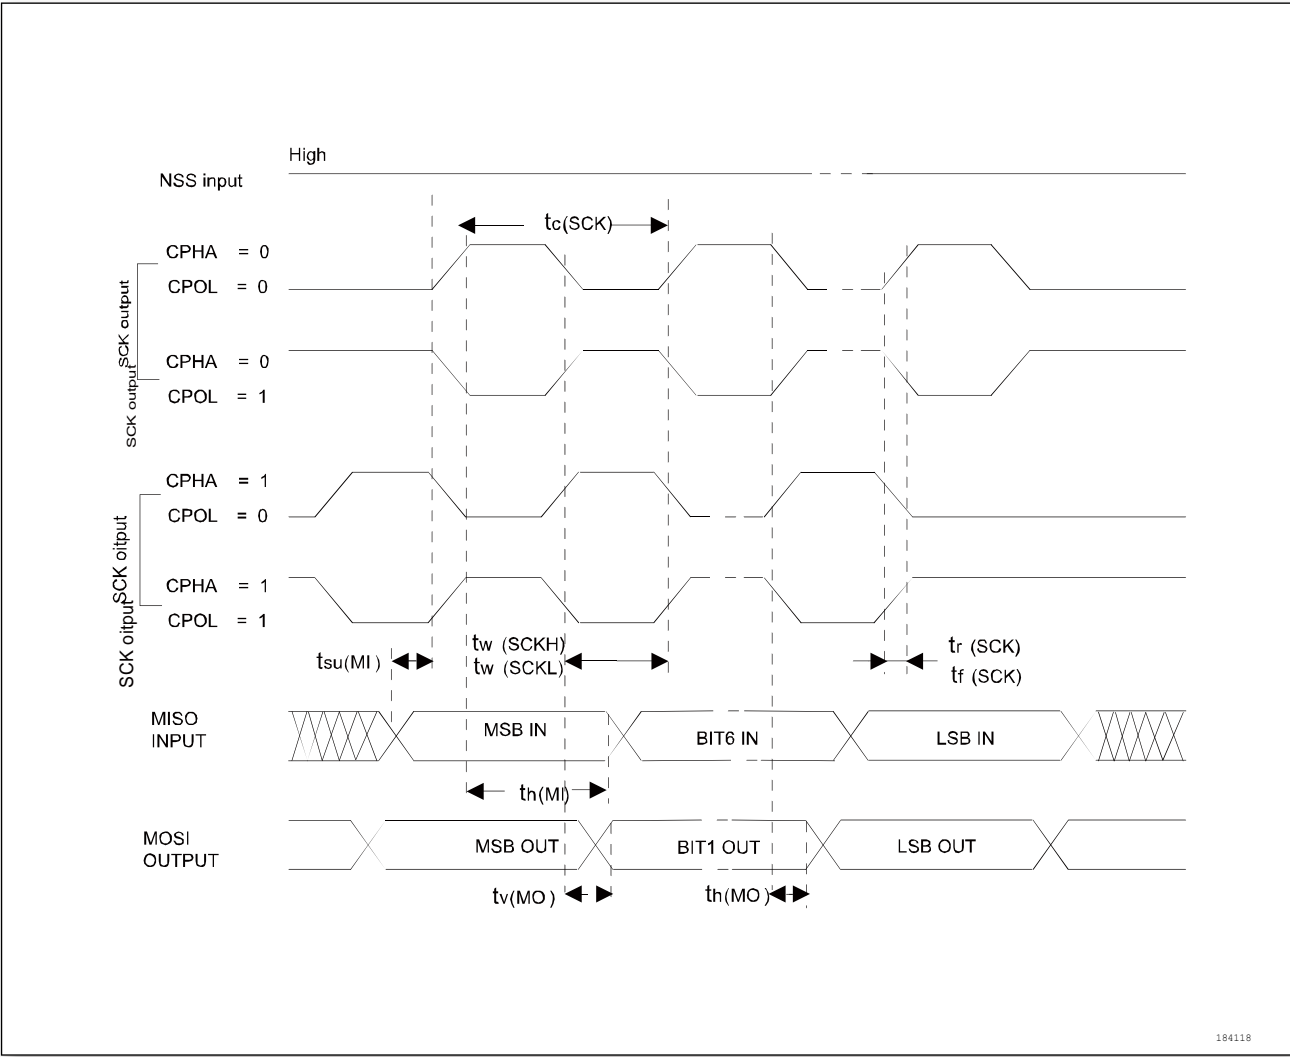 High
NSS input
tc(SCK)
CPHA = 0
CPOL = 0
SCK output
CPHA = 0
CPOL = 1
SCK output
CPHA = 1
CPOL = 0
SCK oitput
CPHA = 1
CPOL = 1
SCK oitput
tsu(MI)
tw (SCKH)
tw (SCKL)
tr (SCK)
tf (SCK)
MISO
INPUT
MSB IN
BIT6 IN
LSB IN
th(MI)
MOSI
OUTPUT
MSB OUT
BIT1 OUT
LSB OUT
tv(MO)
th(MO)
184118